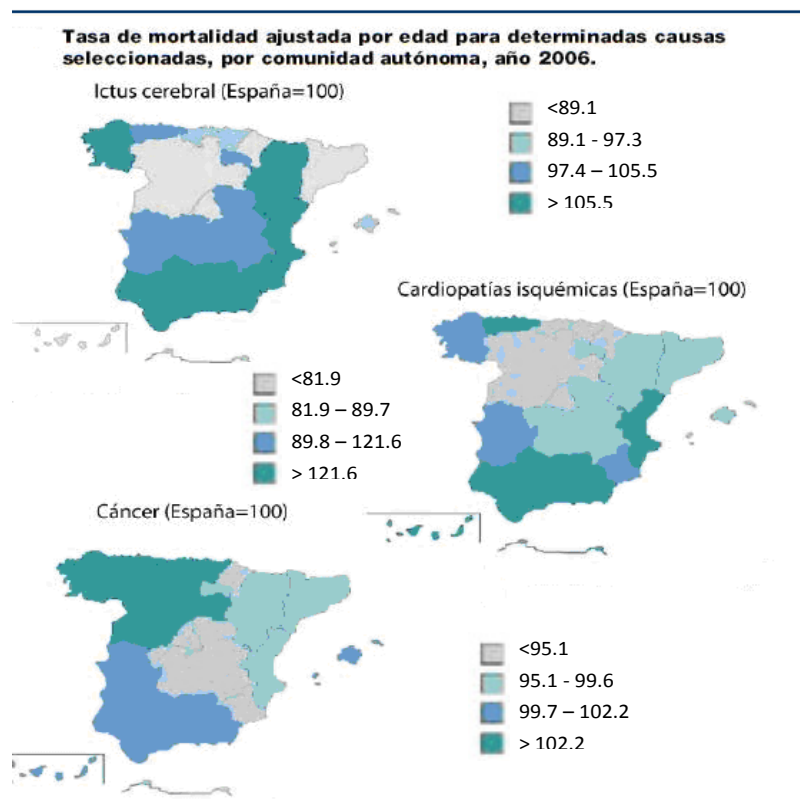 Tasa de mortalidad ajustada por edad para determinadas causas
seleccionadas, por comunidad autónoma, año 2006.
Ictus cerebral (España=100)
<89.1
89.1 - 97.3
97.4 – 105.5
> 105.5
Cardiopatías isquémicas (España=100)
<81.9
81.9 – 89.7
89.8 – 121.6
> 121.6
Cáncer (España=100)
<95.1
95.1 - 99.6
99.7 – 102.2
> 102.2